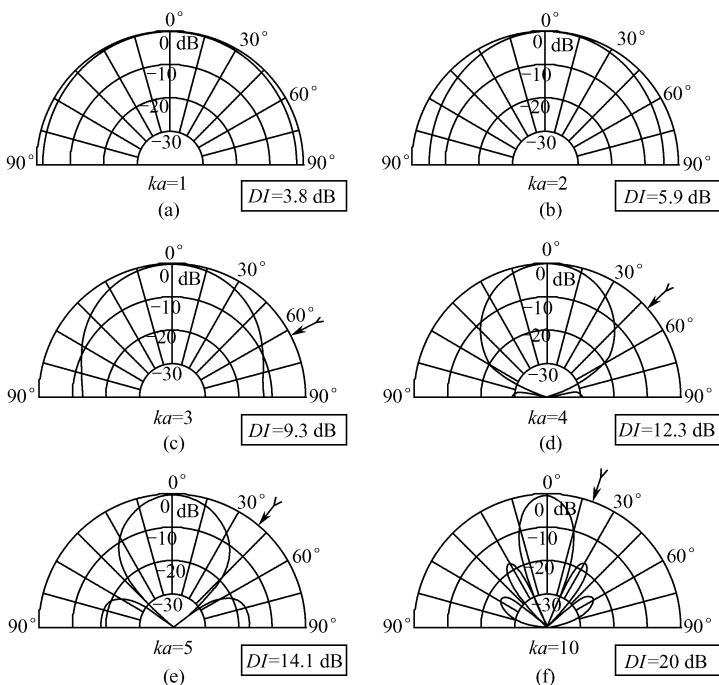 0° 0°
dB 30° dB 30°
0 0
−10 60° −10 60°
−20 −20
−30 −30
90° 90° 90° 90°
ka=1 DI=3.8 dB ka=2 DI=5.9 dB
(a) (b)
0° 0°
dB 30° dB 30°
0 0
−10 60° −10 60°
−20 −20
−30 −30
90° 90° 90° 90°
ka=3 DI=9.3 dB ka=4 DI=12.3 dB
(c) (d)
0° 0°
dB 30° dB 30°
0 0
−10 60° −10 60°
−20 −20
−30 −30
90° 90° 90° 90°
ka=5 DI=14.1 dB ka=10 DI=20 dB
(e) (f)